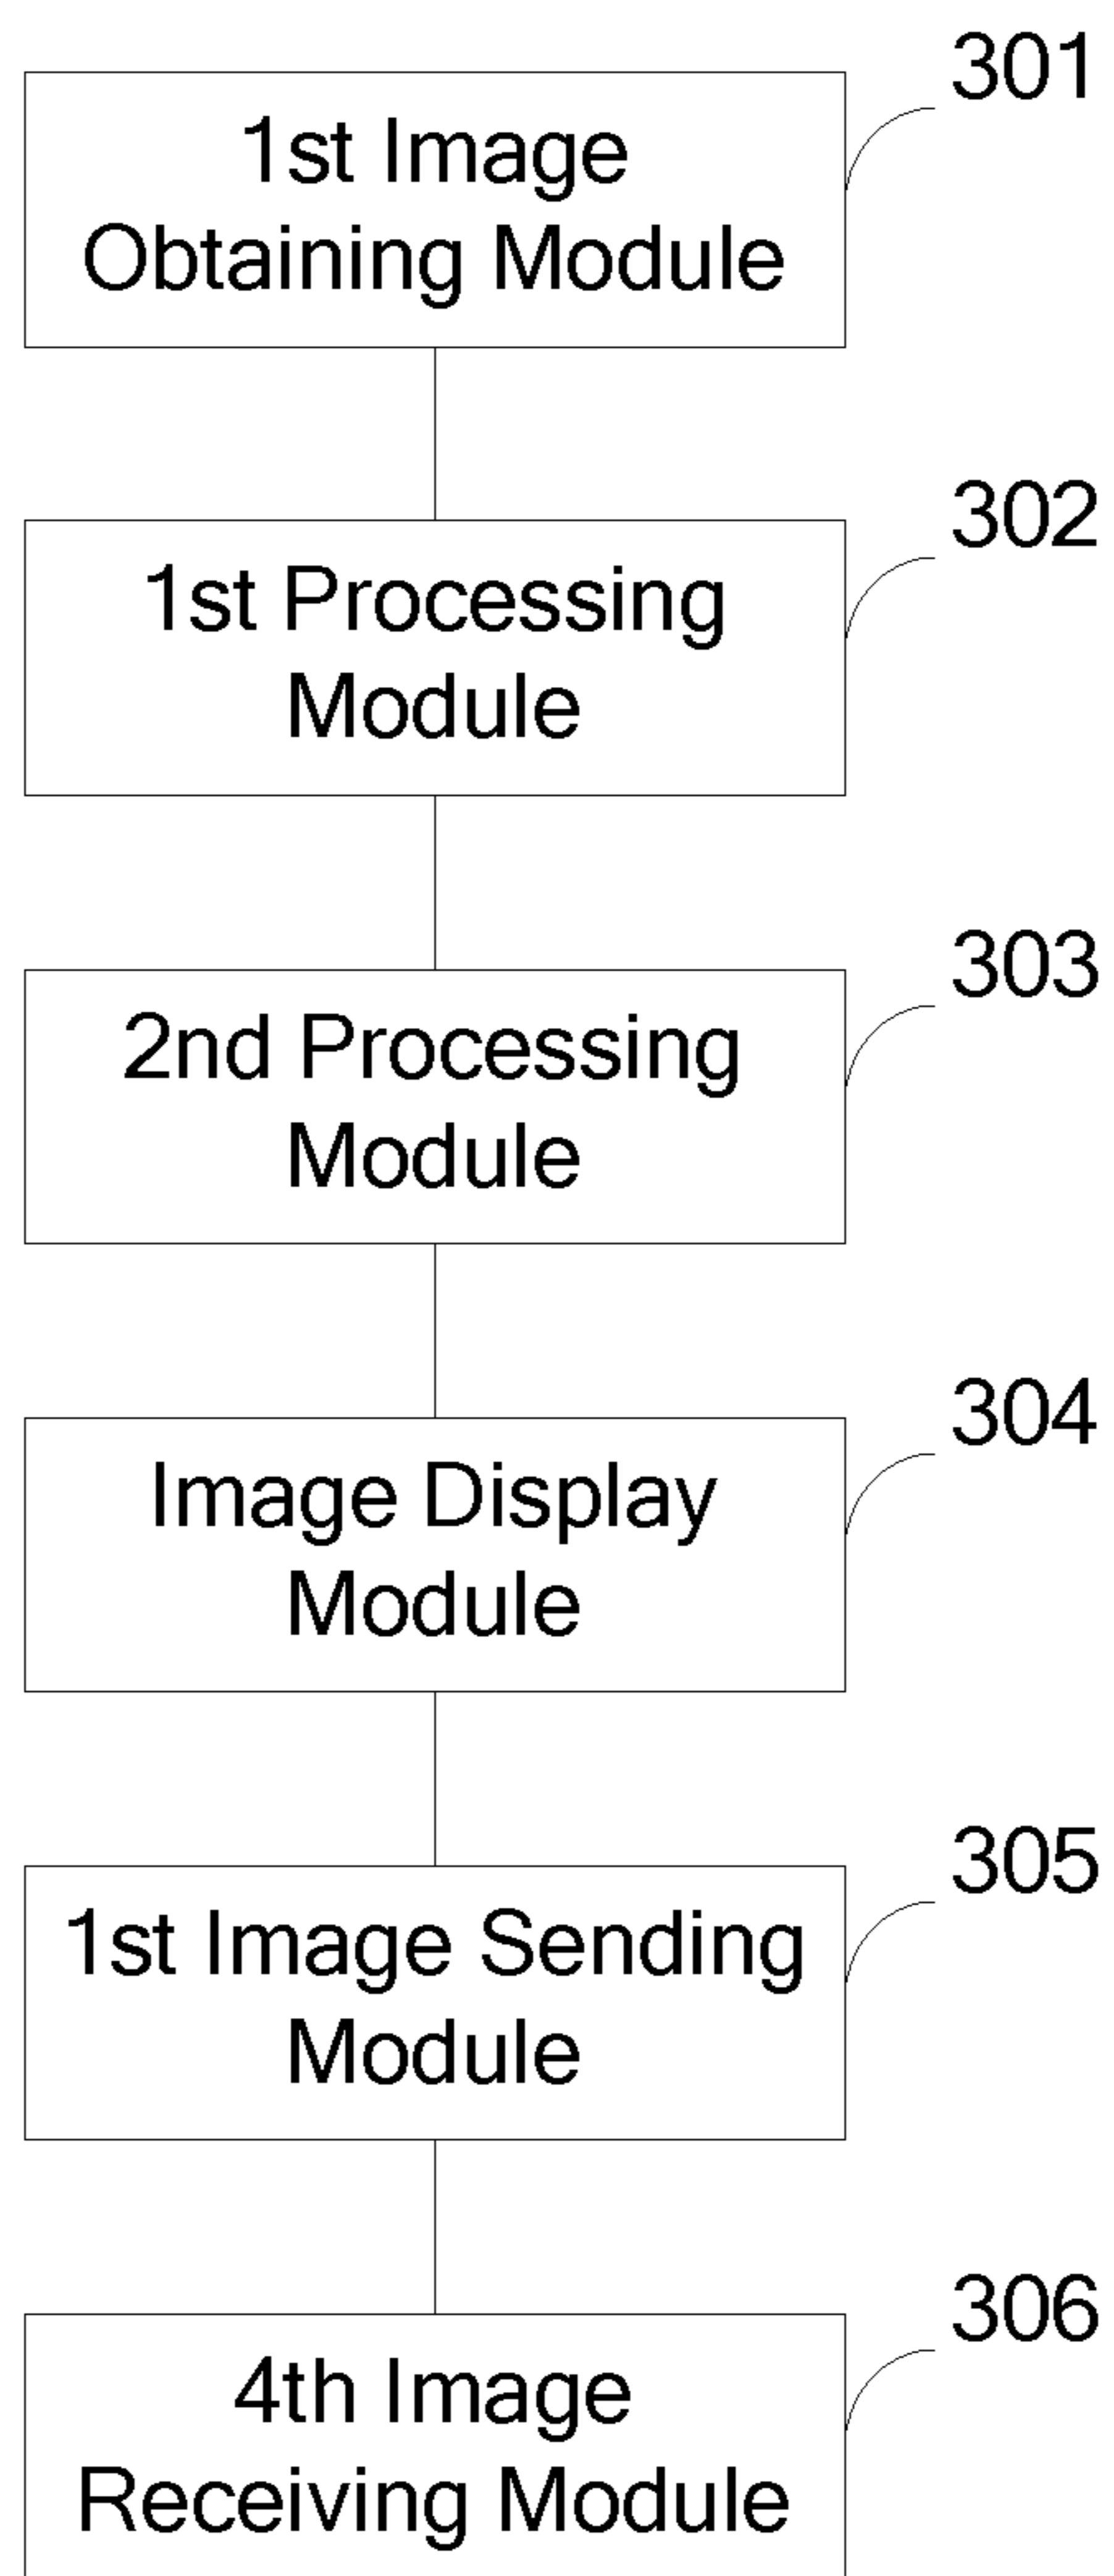 301
1st Image
Obtaining Module
302
1st Processing
Module
303
2nd Processing
Module
304
Image Display
Module
305
1st Image Sending
Module
306
4th Image
Receiving Module